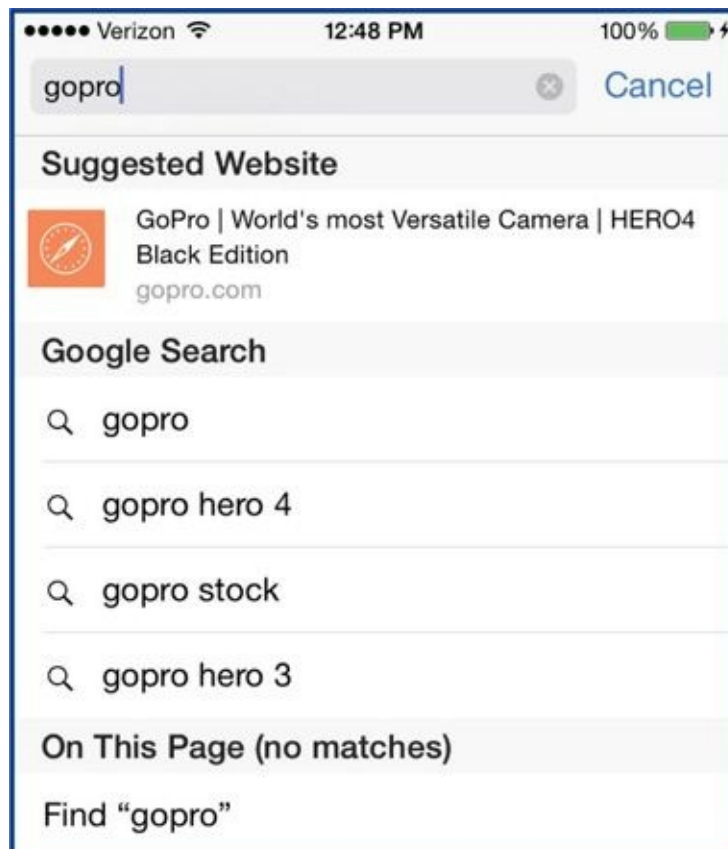 Verizon 12:48 PM 100%
gopro Cancel
Suggested Website
GoPro | World's most Versatile Camera | HERO4
Black Edition
gopro.com
Google Search
gopro
gopro hero 4
gopro stock
gopro hero 3
On This Page (no matches)
Find “gopro”